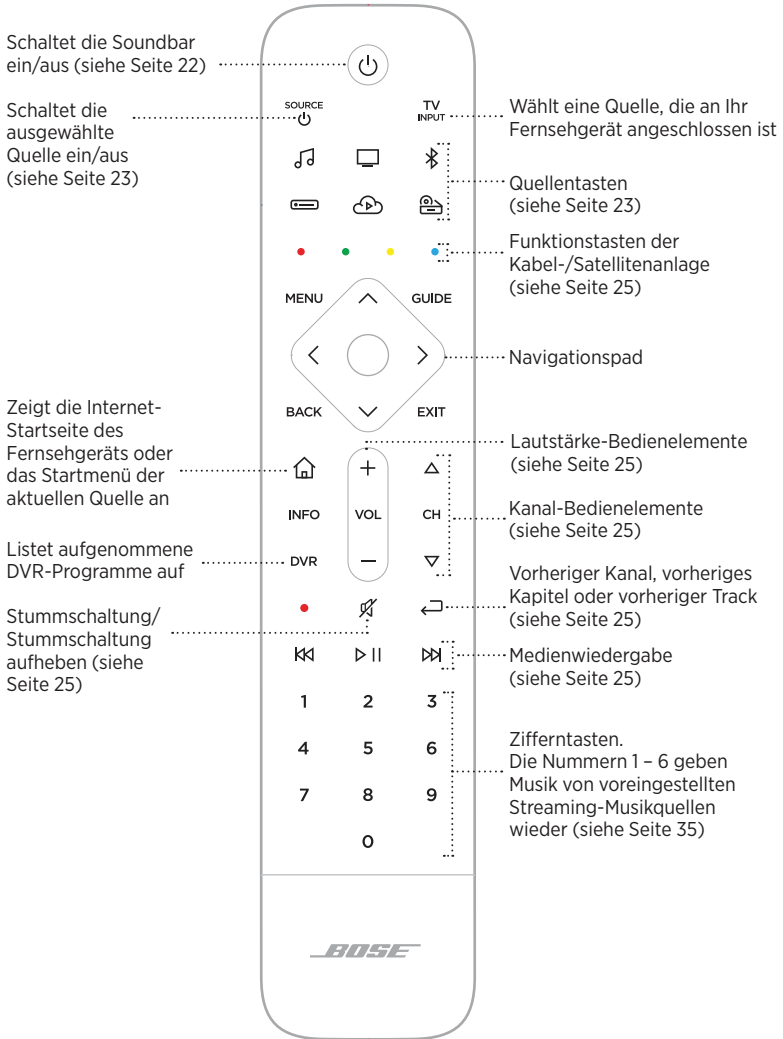 Schaltet die Soundbar
ein/aus (siehe Seite 22)
SOURCE
TV
INPUT
Schaltet die
ausgewählte
Quelle ein/aus
(siehe Seite 23)
Wählt eine Quelle, die an Ihr
Fernsehgerät angeschlossen ist
Quellentasten
(siehe Seite 23)
Funktionstasten der
Kabel-/Satellitenanlage
(siehe Seite 25)
MENU
GUIDE
Navigationspad
BACK
EXIT
Zeigt die Internet-
Startseite des
Fernsehgeräts oder
das Startmenü der
aktuellen Quelle an
Lautstärke-Bedienelemente
(siehe Seite 25)
INFO
VOL
CH
Kanal-Bedienelemente
(siehe Seite 25)
Listet aufgenommene
DVR-Programme auf
DVR
Vorheriger Kanal, vorheriges
Kapitel oder vorheriger Track
(siehe Seite 25)
Stummschaltung/
Stummschaltung
aufheben (siehe
Seite 25)
Medienwiedergabe
(siehe Seite 25)
1 2 3
4 5 6
7 8 9
0
Zifferntasten.
Die Nummern 1 – 6 geben
Musik von voreingestellten
Streaming-Musikquellen
wieder (siehe Seite 35)
BOSE